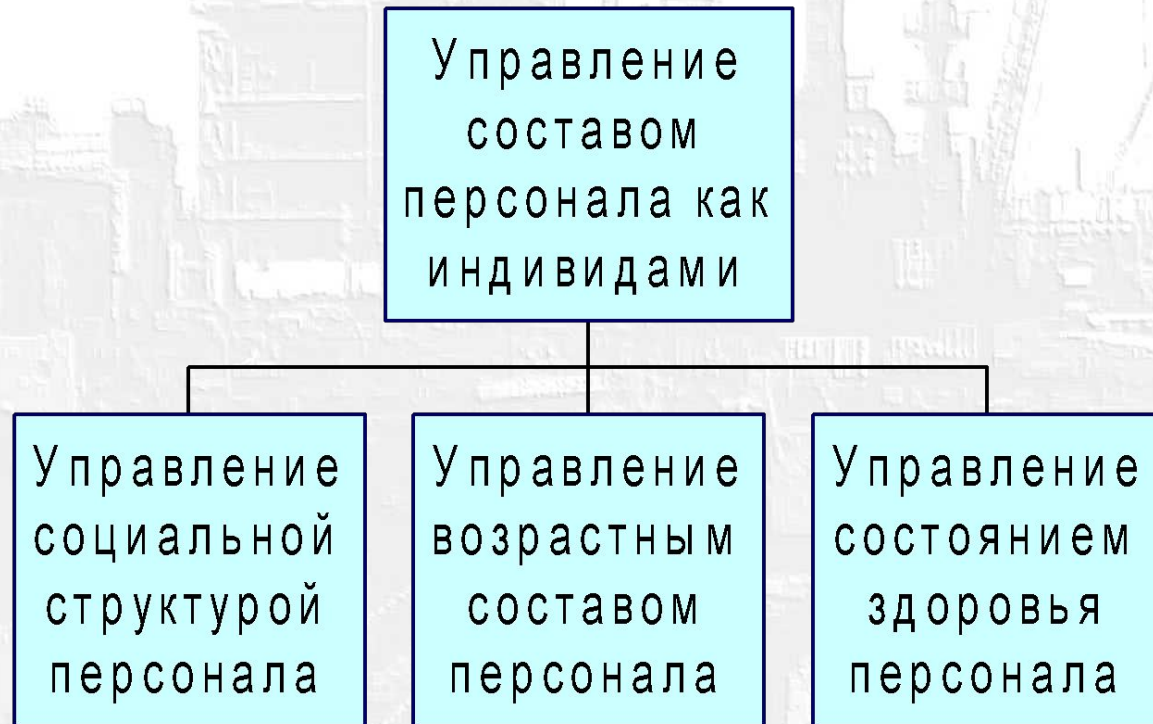 Управление
составом
персонала как
индивидами
Управление
социальной
структурой
персонала
Управление
возрастным
составом
персонала
Управление
состоянием
здоровья
персонала